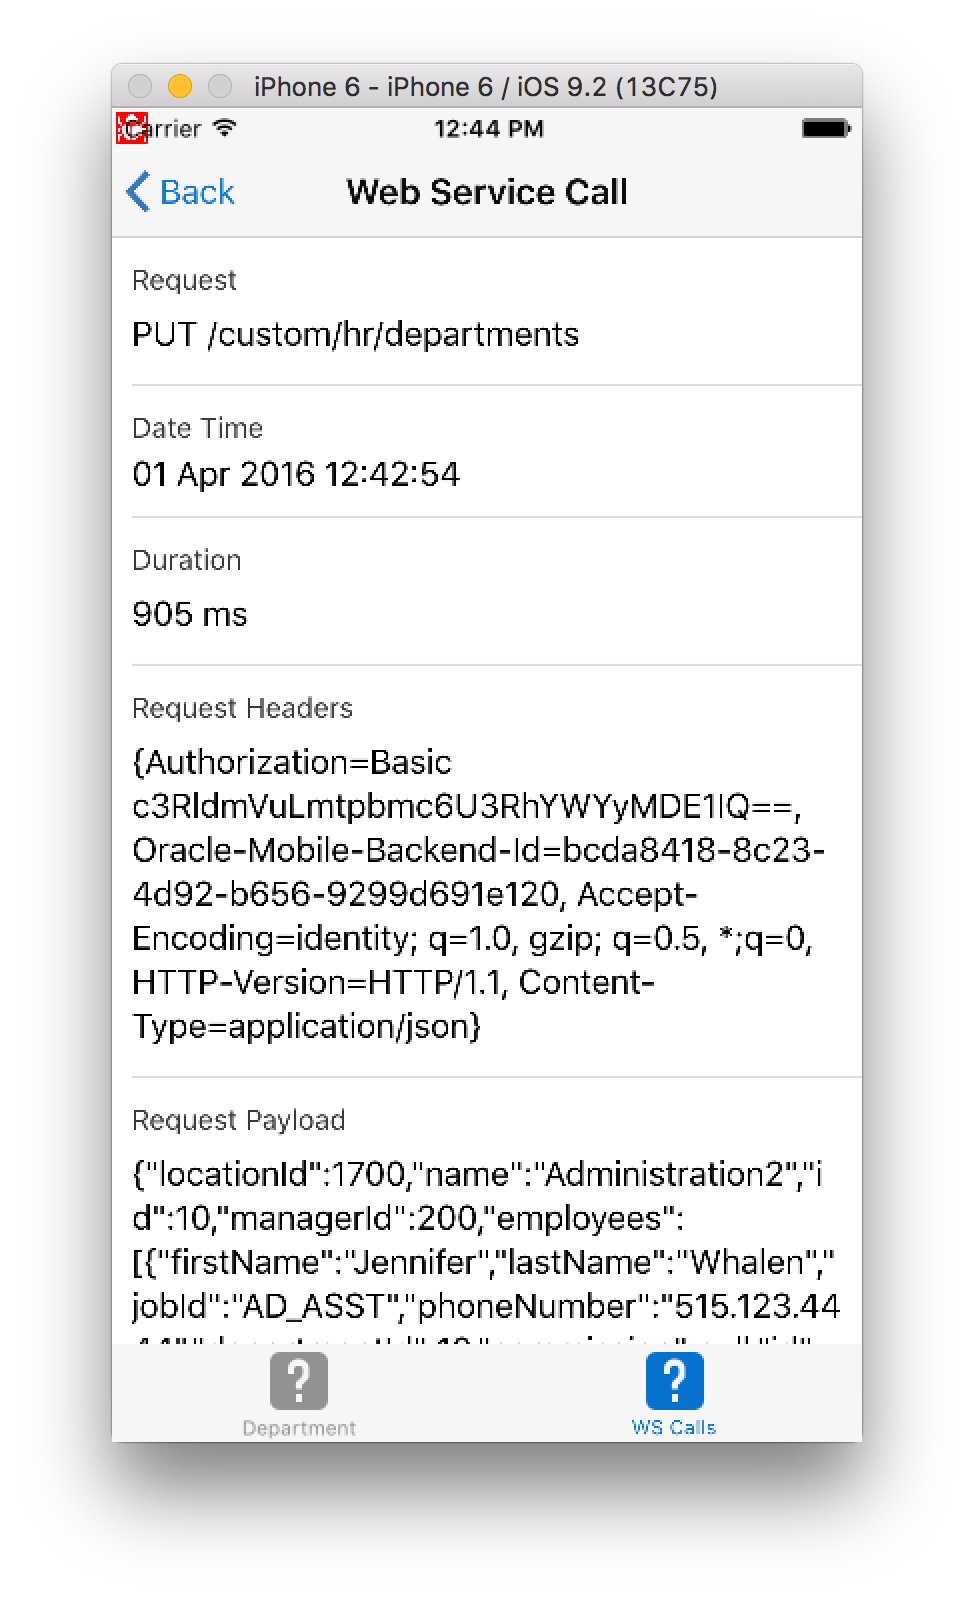 iPhone 6 - iPhone 6 / iOS 9.2 (13C75)
Carrier 12:44 PM
Back Web Service Call
Request
PUT /custom/hr/departments
Date Time
01 Apr 2016 12:42:54
Duration
905 ms
Request Headers
{Authorization=Basic
c3RldmVuLmtpbmc6U3RhYWYyMDE1IQ==,
Oracle-Mobile-Backend-Id=bcda8418-8c23-
4d92-b656-9299d691e120, Accept-
Encoding=identity; q=1.0, gzip; q=0.5, *;q=0,
HTTP-Version=HTTP/1.1, Content-
Type=application/json}
Request Payload
{"locationId":1700,"name":"Administration2","i
d":10,"managerId":200,"employees":
[{"firstName":"Jennifer","lastName":"Whalen","
jobId":"AD_ASST","phoneNumber":"515.123.44
Department WS Calls